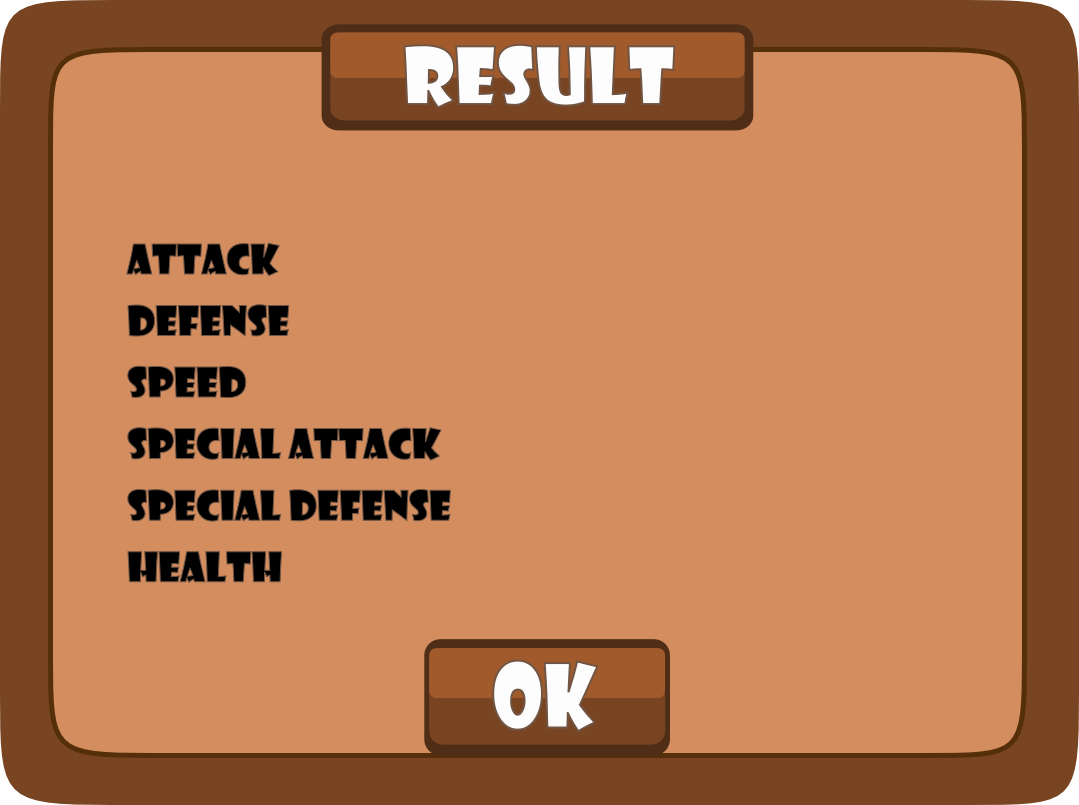 RESULT
ATTACK
DEFENSE
SPEED
SPECIAL ATTACK
SPECIAL DEFENSE
HEALTH
OK